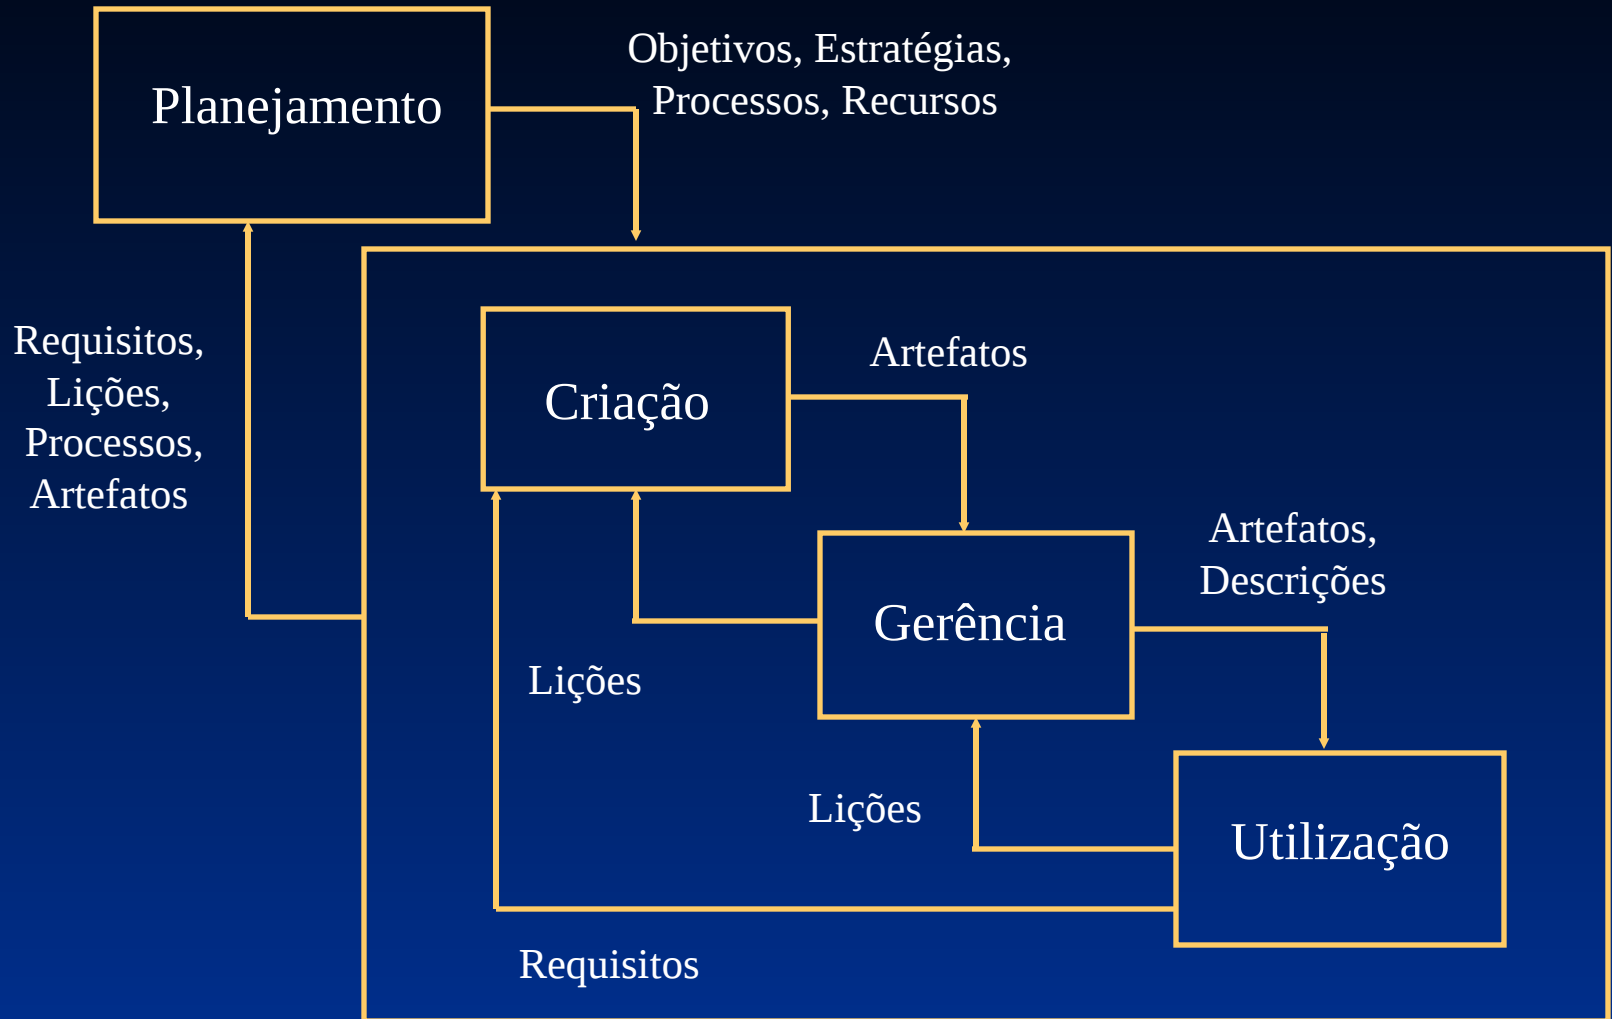 Planejamento
Objetivos, Estratégias,
Processos, Recursos
Requisitos,
Lições,
Processos,
Artefatos
Criação
Artefatos
Gerência
Artefatos,
Descrições
Lições
Lições
Utilização
Requisitos